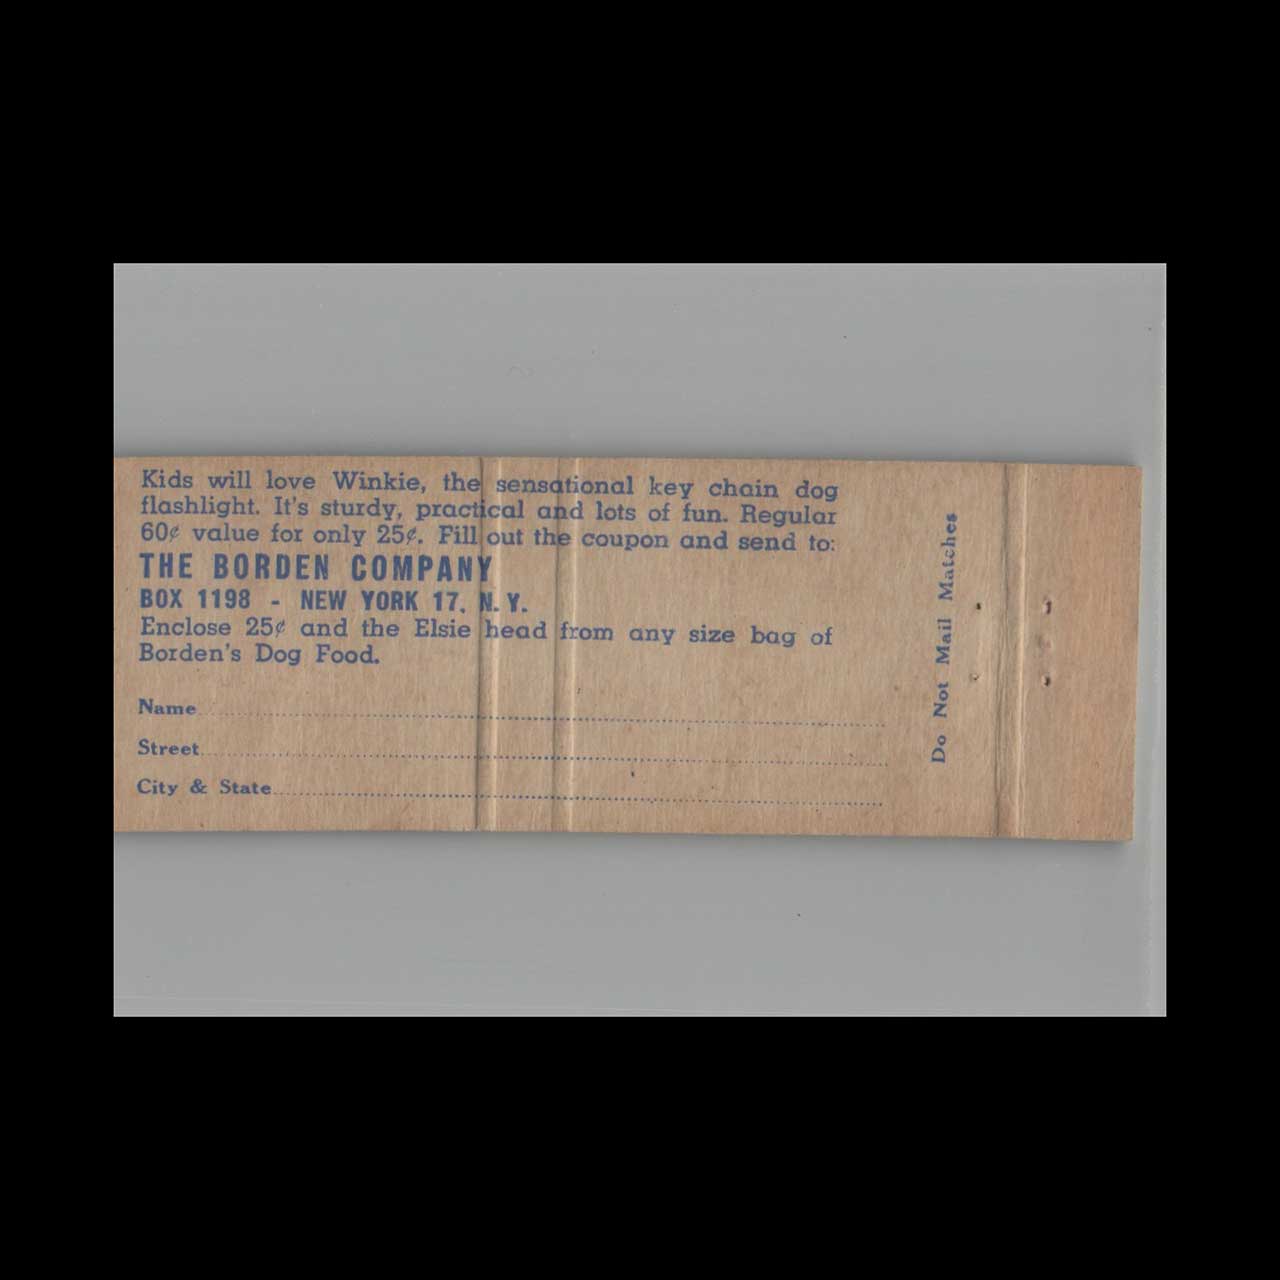 Kids will love Winkie, the sensational key chain dog
flashlight. It's sturdy, practical and lots of fun. Regular
60¢ value for only 25¢. Fill out the coupon and send to:
THE BORDEN COMPANY
BOX 1198 - NEW YORK 17, N.Y.
Enclose 25¢ and the Elsie head from any size bag of
Borden's Dog Food.
Name
Street
City & State
Do Not Mail Matches